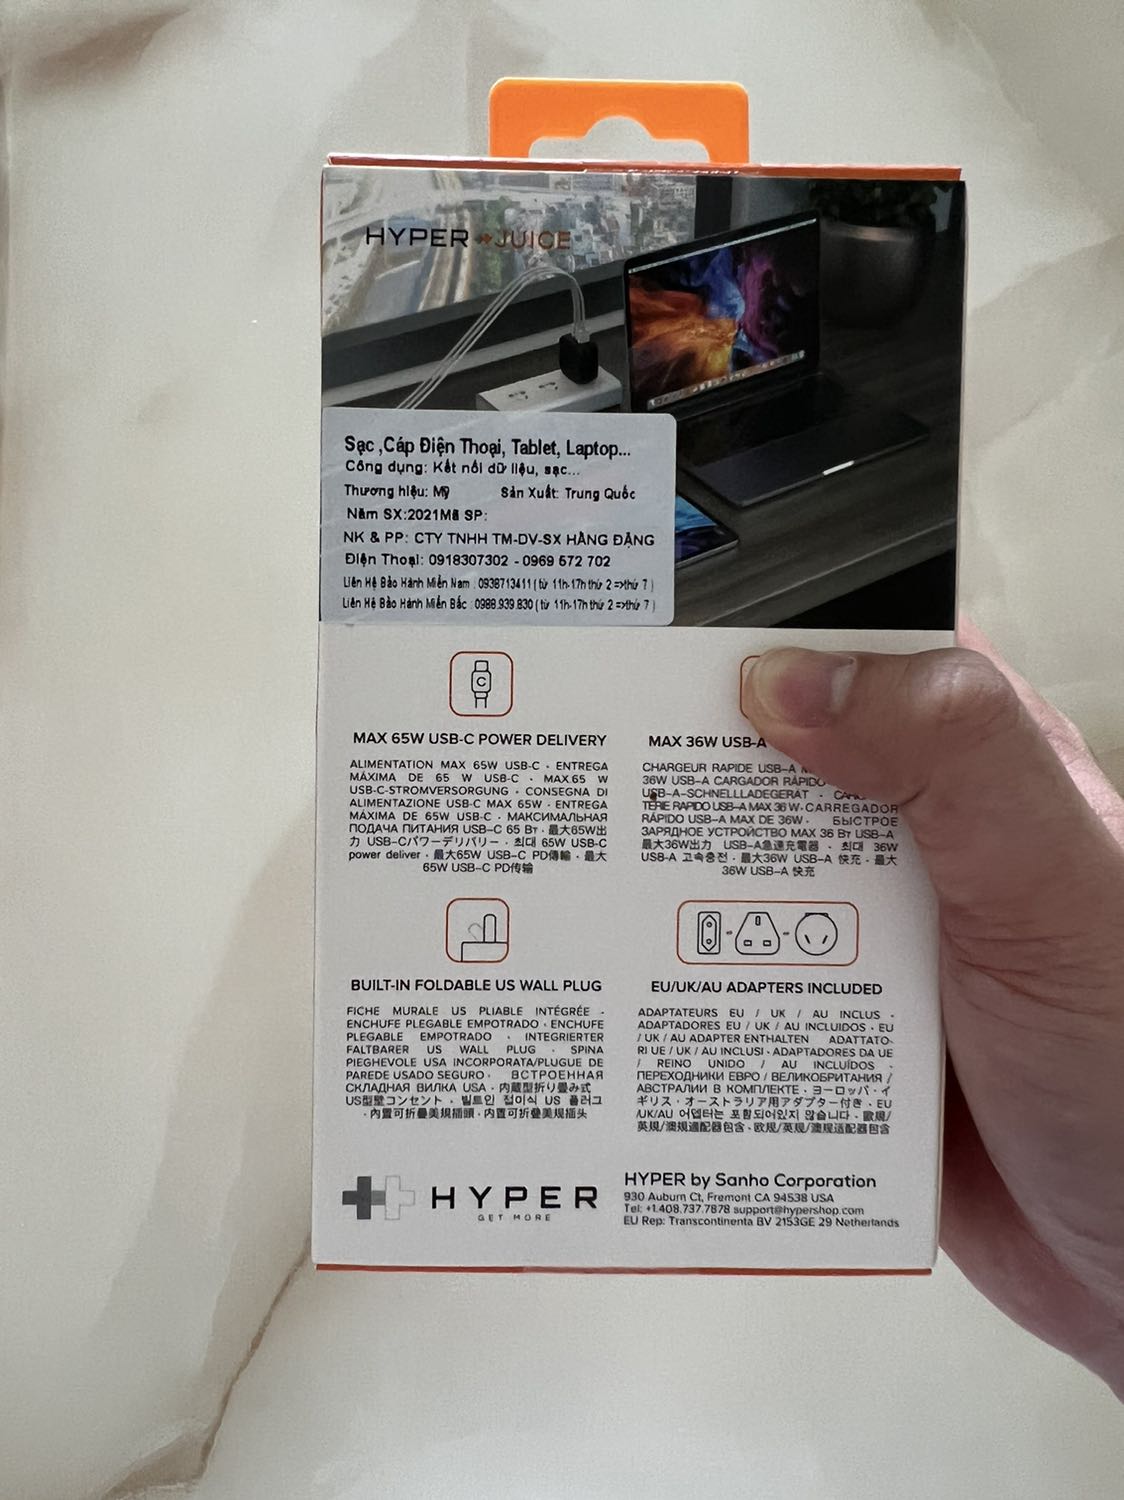 HYPER JUICE
Sạc ,Cáp Điện Thoại, Tablet, Laptop...
Công dụng: Kết nối dữ liệu, sạc...
Thương hiệu: Mỹ Sản Xuất: Trung Quốc
Năm SX:2021Mã SP:
NK & PP: CTY TNHH TM-DV-SX HẰNG ĐẶNG
Điện Thoại: 0918307302 - 0969 572 702
Liên Hệ Bảo Hành Miền Nam : 0938713411 ( từ 11h-17h thứ 2 =>thứ 7 )
Liên Hệ Bảo Hành Miền Bắc : 0988.939.830 ( từ 11h-17h thứ 2 =>thứ 7 )
C
MAX 65W USB-C POWER DELIVERY
ALIMENTATION MAX 65W USB-C · ENTREGA
MÁXIMA DE 65 W USB-C · MAX.65 W
USB-C-STROMVERSORGUNG · CONSEGNA DI
ALIMENTAZIONE USB-C MAX 65W · ENTREGA
MÁXIMA DE 65W USB-C · МАКСИМАЛЬНАЯ
ПОДАЧА ПИТАНИЯ USB-C 65 Вт · 最大65W出
力 USB-Cパワーデリバリー · 최대 65W USB-C
power deliver · 最大65W USB-C PD傳輸 · 最大
65W USB-C PD传输
MAX 36W USB-A
CHARGEUR RAPIDE USB-A
36W USB-A CARGADOR RÁPIDO
USB-A-SCHNELLLADEGERÄT ·
TERIE RAPIDO USB-A MAX 36 W · CARREGADOR
RÁPIDO USB-A MAX DE 36W · БЫСТРОЕ
ЗАРЯДНОЕ УСТРОЙСТВО MAX 36 Вт USB-A
最大36W出力 USB-A急速充電器 · 최대 36W
USB-A 고속충전 · 最大36W USB-A 快充 · 最大
36W USB-A 快充
BUILT-IN FOLDABLE US WALL PLUG
FICHE MURALE US PLIABLE INTÉGRÉE ·
ENCHUFE PLEGABLE EMPOTRADO · ENCHUFE
PLEGABLE EMPOTRADO · INTEGRIERTER
FALTBARER US WALL PLUG · SPINA
PIEGHEVOLE USA INCORPORATA/PLUGUE DE
PAREDE USADO SEGURO · ВСТРОЕННАЯ
СКЛАДНАЯ ВИЛКА USA · 内蔵型折り畳み式
US型壁コンセント · 빌트인 접이식 US 플러그
· 內置可折疊美規插頭 · 内置可折叠美规插头
EU/UK/AU ADAPTERS INCLUDED
ADAPTATEURS EU / UK / AU INCLUS ·
ADAPTADORES EU / UK / AU INCLUIDOS · EU
/ UK / AU ADAPTER ENTHALTEN ADATTATO-
RI UE / UK / AU INCLUSI · ADAPTADORES DA UE
/ REINO UNIDO / AU INCLUÍDOS ·
ПЕРЕХОДНИКИ ЕВРО / ВЕЛИКОБРИТАНИЯ /
АВСТРАЛИИ В КОМПЛЕКТЕ · ヨーロッパ・イ
ギリス・オーストラリア用アダプター付き · EU
/UK/AU 어댑터는 포함되어있지 않습니다 · 歐規/
英規/澳規適配器包含 · 欧规/英规/澳规适配器包含
HYPER
GET MORE
HYPER by Sanho Corporation
930 Auburn Ct, Fremont CA 94538 USA
Tel: +1.408.737.7878 support@hypershop.com
EU Rep: Transcontinenta BV 2153GE 29 Netherlands